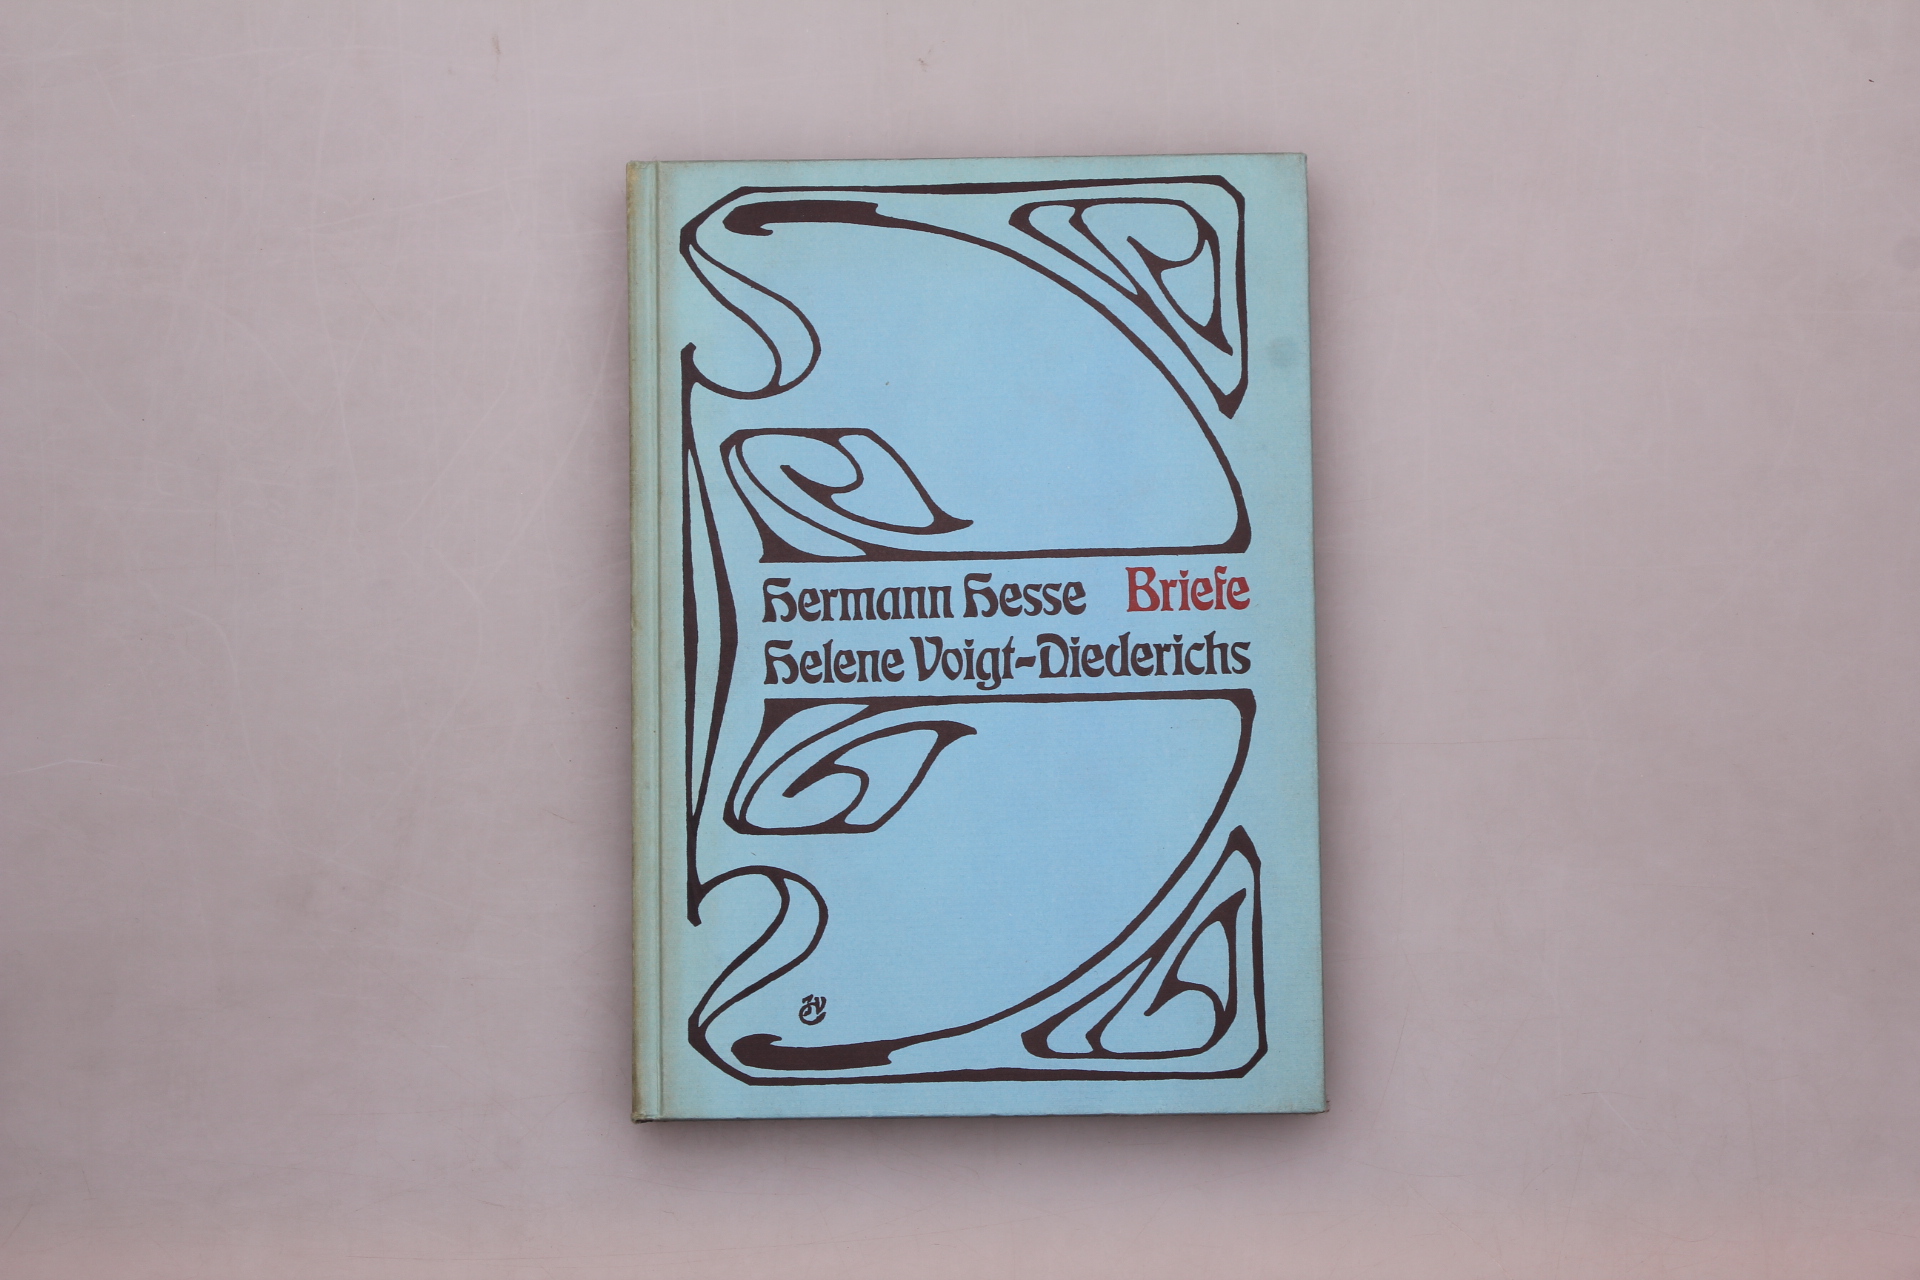 Hermann Hesse Briefe
Helene Voigt-Diederichs